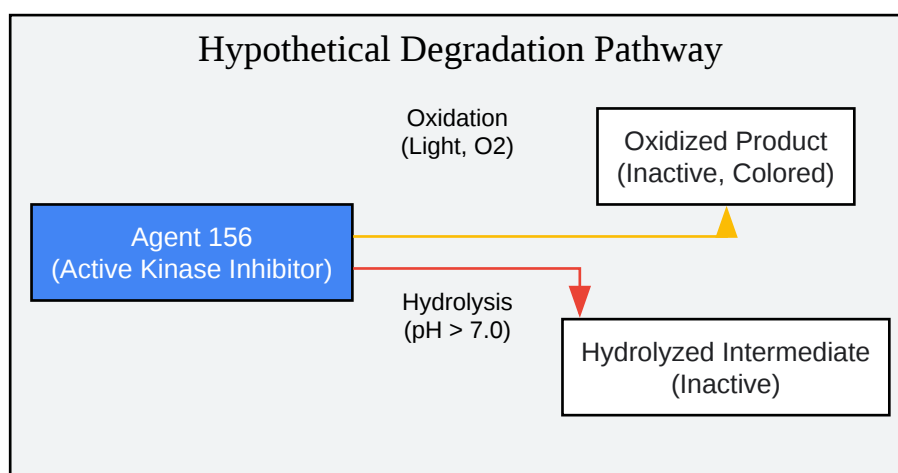 Hypothetical Degradation Pathway
Oxidation
(Light, O2)
Oxidized Product
(Inactive, Colored)
Agent 156
(Active Kinase Inhibitor)
Hydrolysis
(pH > 7.0)
Hydrolyzed Intermediate
(Inactive)